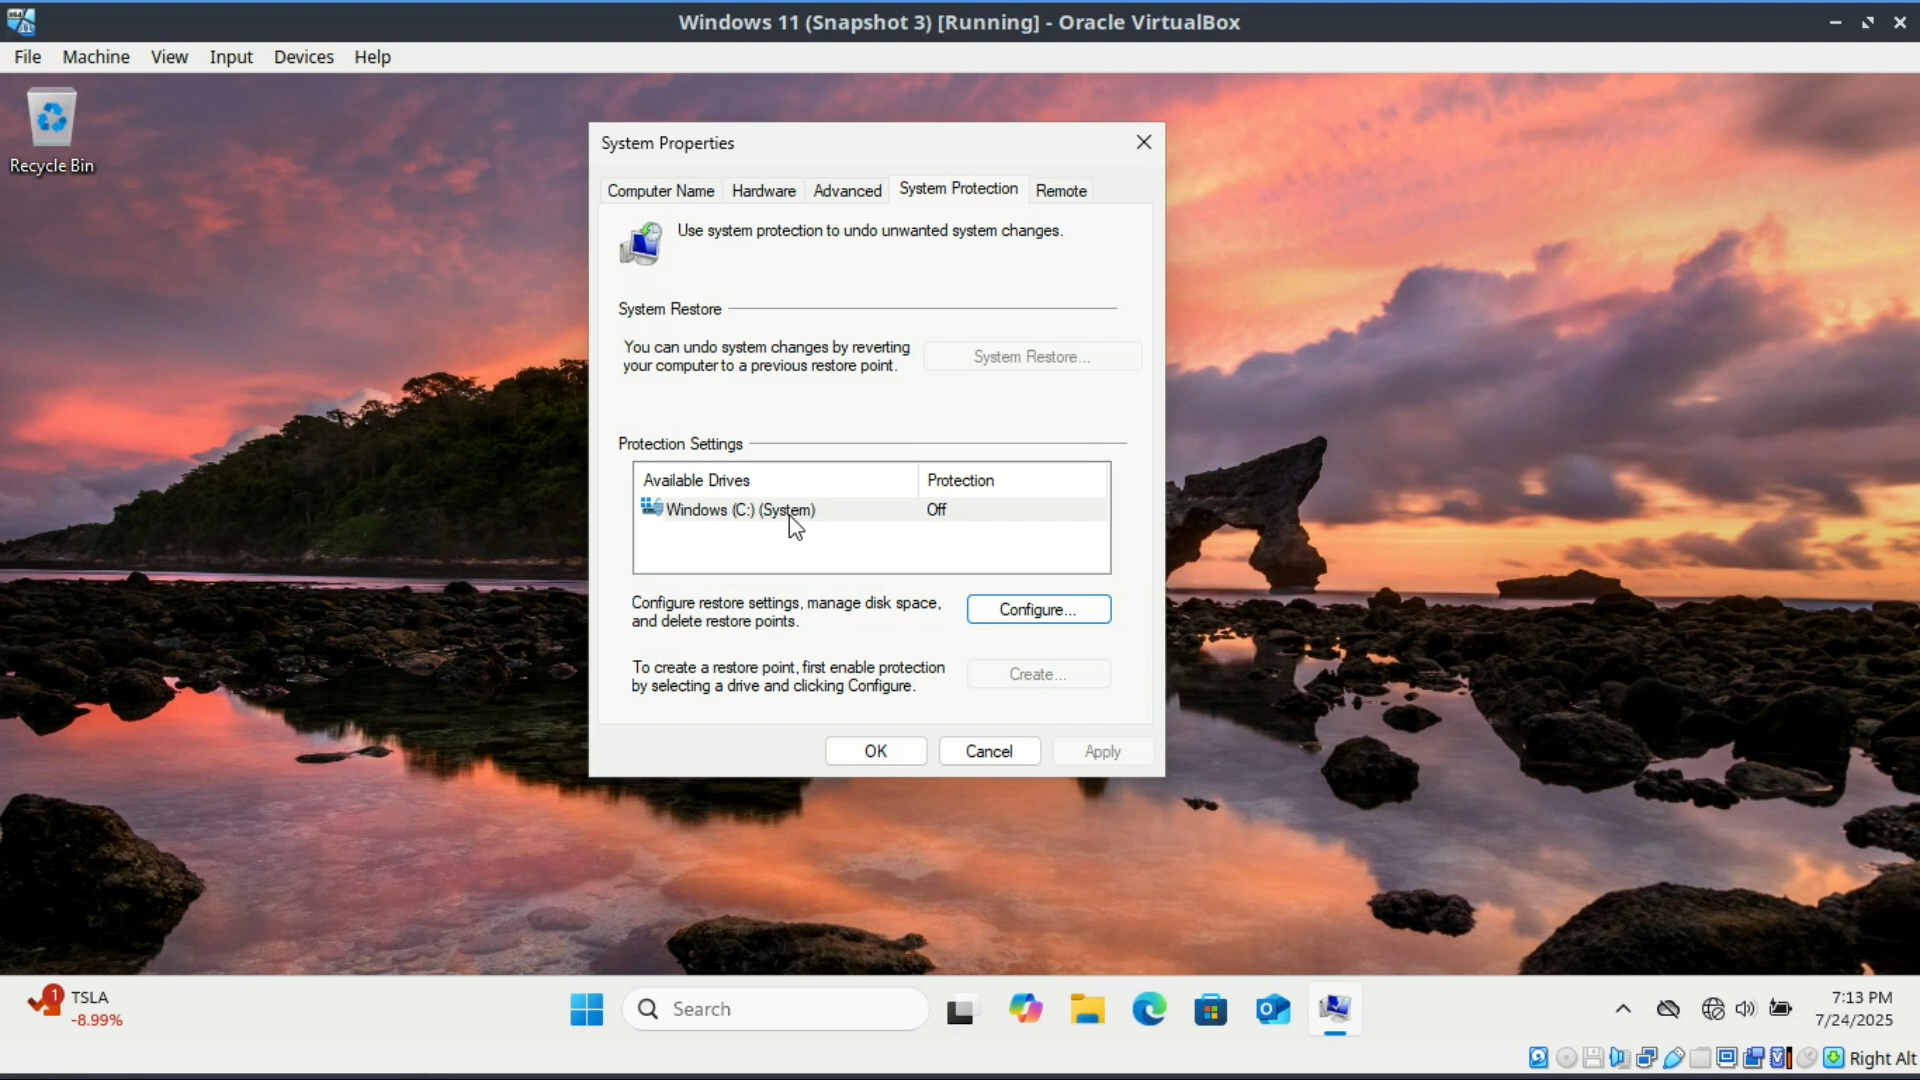 Windows 11 (Snapshot 3) [Running] - Oracle VirtualBox
File Machine View Input Devices Help
Recycle Bin
System Properties
Computer Name Hardware Advanced System Protection Remote
Use system protection to undo unwanted system changes.
System Restore
You can undo system changes by reverting
your computer to a previous restore point.
System Restore...
Protection Settings
Available Drives Protection
Windows (C:) (System) Off
Configure restore settings, manage disk space,
and delete restore points.
Configure...
To create a restore point, first enable protection
by selecting a drive and clicking Configure.
Create...
OK Cancel Apply
1
TSLA
-8.99%
Search
7:13 PM
7/24/2025
Right Alt